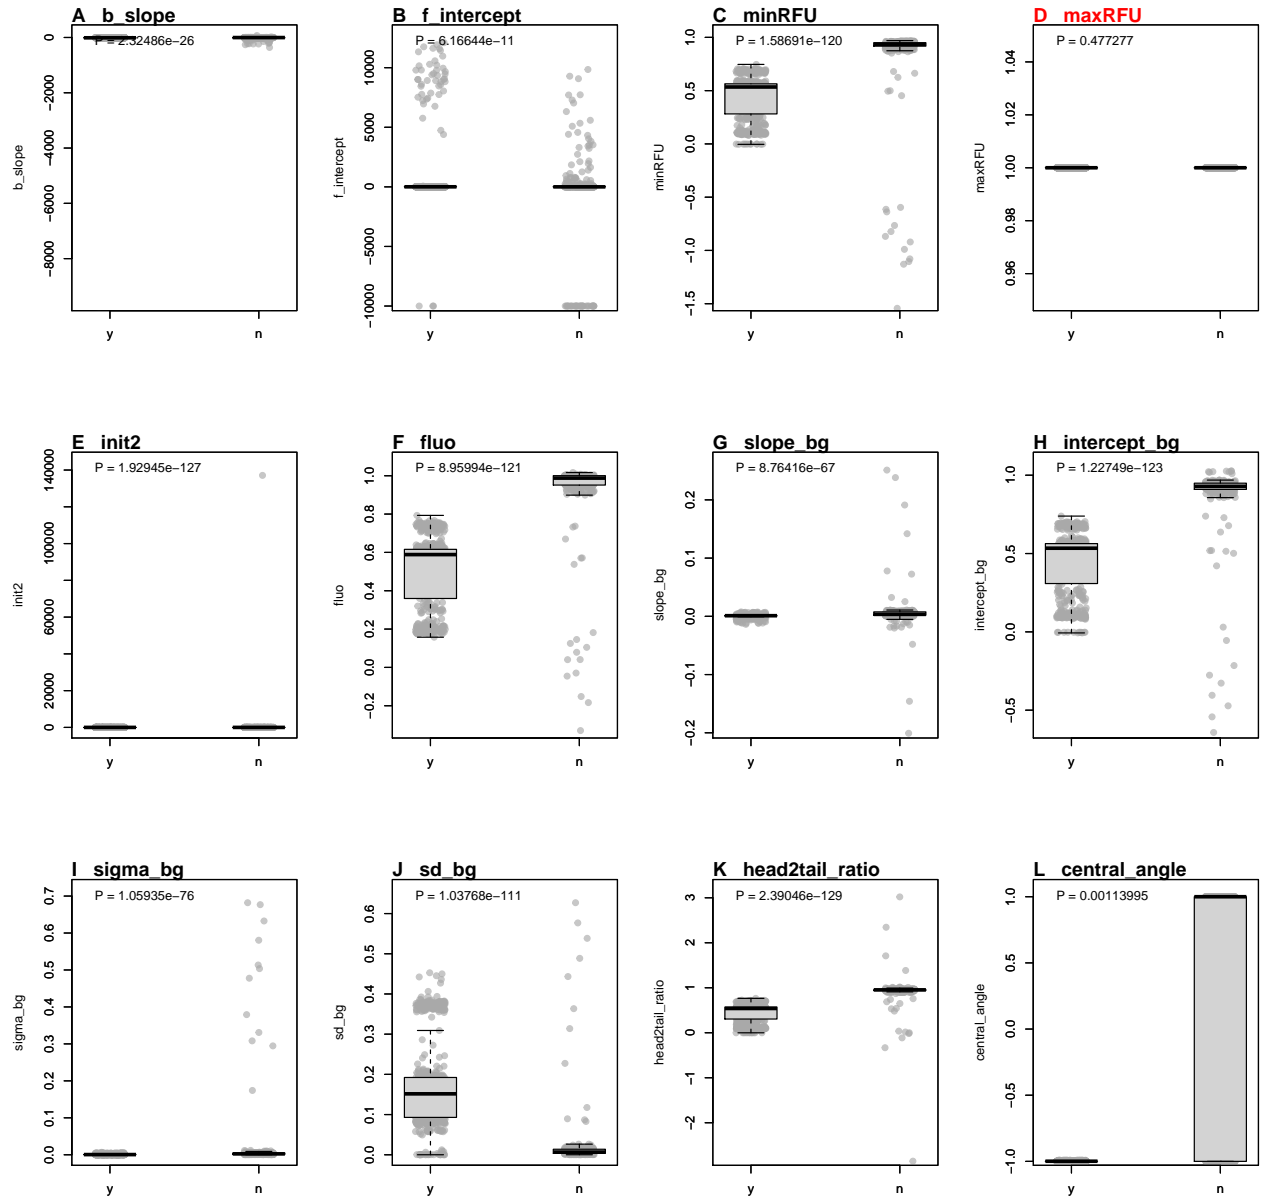 A b_slope
P = 2.32486e−26
0
−2000
−4000
−6000
−8000
b_slope
y n
B f_intercept
P = 6.16644e−11
10000
5000
0
−5000
−10000
f_intercept
y n
C minRFU
P = 1.58691e−120
1.0
0.5
0.0
−0.5
−1.0
−1.5
minRFU
y n
D maxRFU
P = 0.477277
1.04
1.02
1.00
0.98
0.96
maxRFU
y n
E init2
P = 1.92945e−127
140000
100000
60000
20000
0
init2
y n
F fluo
P = 8.95994e−121
1.0
0.8
0.6
0.4
0.2
0.0
−0.2
fluo
y n
G slope_bg
P = 8.76416e−67
0.2
0.1
0.0
−0.1
−0.2
slope_bg
y n
H intercept_bg
P = 1.22749e−123
1.0
0.5
0.0
−0.5
intercept_bg
y n
I sigma_bg
P = 1.05935e−76
0.7
0.6
0.5
0.4
0.3
0.2
0.1
0.0
sigma_bg
y n
J sd_bg
P = 1.03768e−111
0.6
0.5
0.4
0.3
0.2
0.1
0.0
sd_bg
y n
K head2tail_ratio
P = 2.39046e−129
3
2
1
0
−1
−2
head2tail_ratio
y n
L central_angle
P = 0.00113995
1.0
0.5
0.0
−0.5
−1.0
central_angle
y n